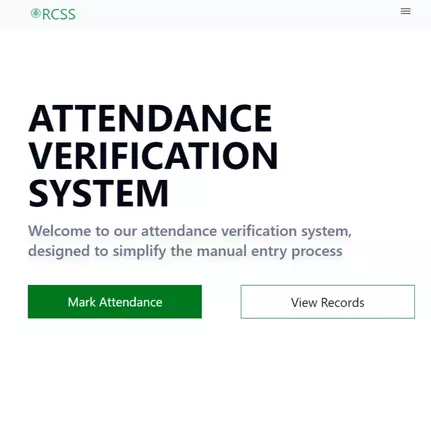 RCSS
ATTENDANCE
VERIFICATION
SYSTEM
Welcome to our attendance verification system,
designed to simplify the manual entry process
Mark Attendance
View Records